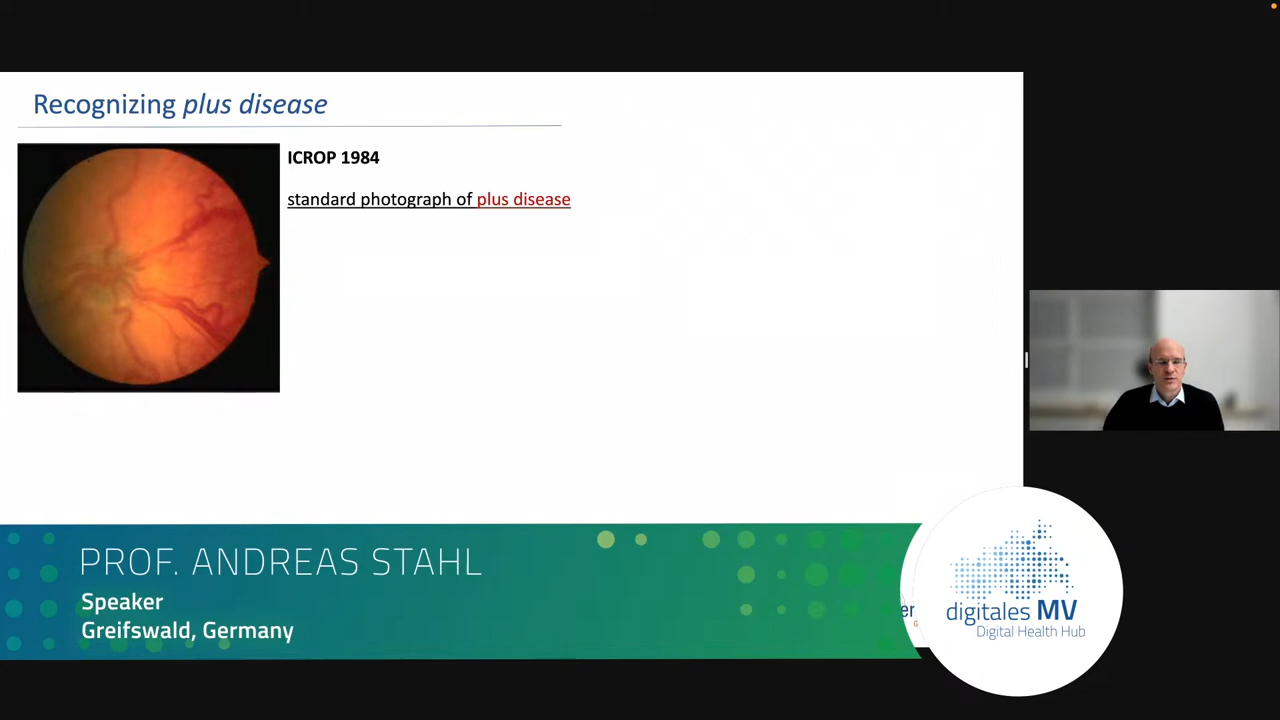 Recognizing plus disease
ICROP 1984
standard photograph of plus disease
PROF. ANDREAS STAHL
Speaker
Greifswald, Germany
er
digitales MV
Digital Health Hub